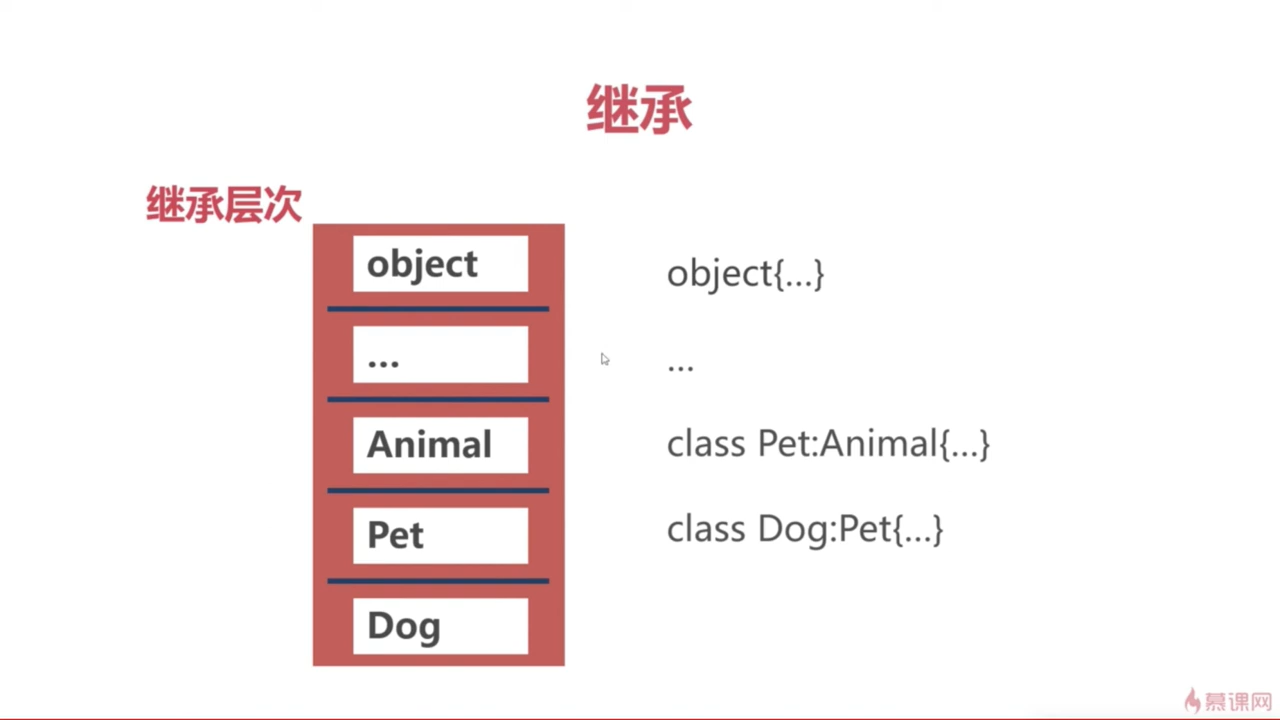 继承
继承层次
object
object{...}
...
...
Animal
class Pet:Animal{...}
Pet
class Dog:Pet{...}
Dog
慕课网